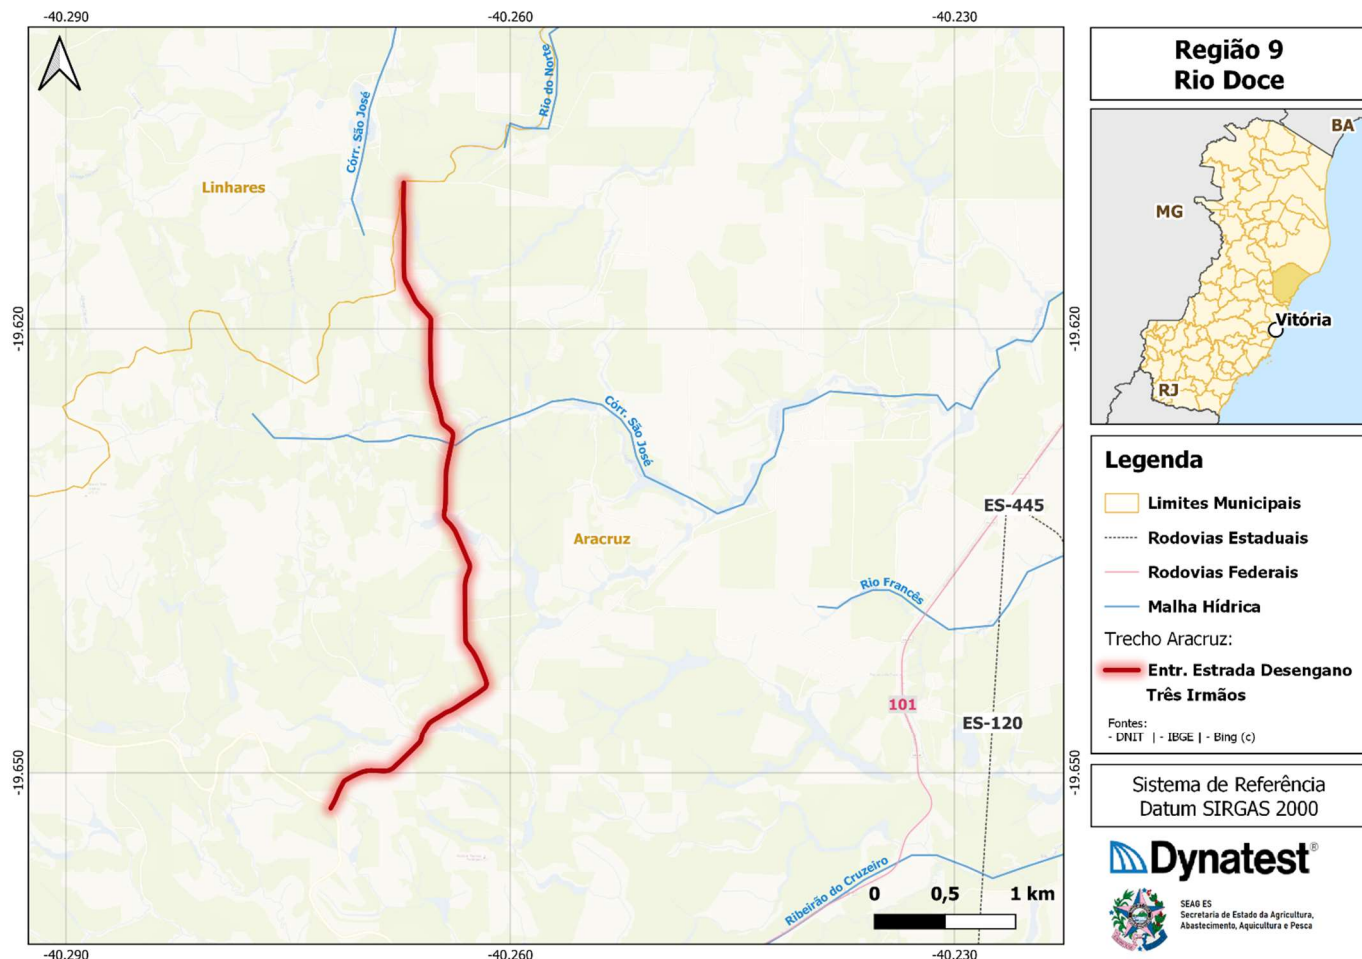 -40.290
-40.260
-40.230
Região 9
Rio Doce
BA
MG
Vitória
RJ
Córr. São José
Rio do Norte
Linhares
-19.620
-19.620
Córr. São José
Aracruz
ES-445
Rio Francês
101
ES-120
-19.650
-19.650
Ribeirão do Cruzeiro
0 0,5 1 km
-40.290
-40.260
-40.230
Legenda
Limites Municipais
Rodovias Estaduais
Rodovias Federais
Malha Hídrica
Trecho Aracruz:
Entr. Estrada Desengano
Três Irmãos
Fontes:
- DNIT | - IBGE | - Bing (c)
Sistema de Referência
Datum SIRGAS 2000
Dynatest®
SEAG ES
Secretaria de Estado da Agricultura,
Abastecimento, Aquicultura e Pesca